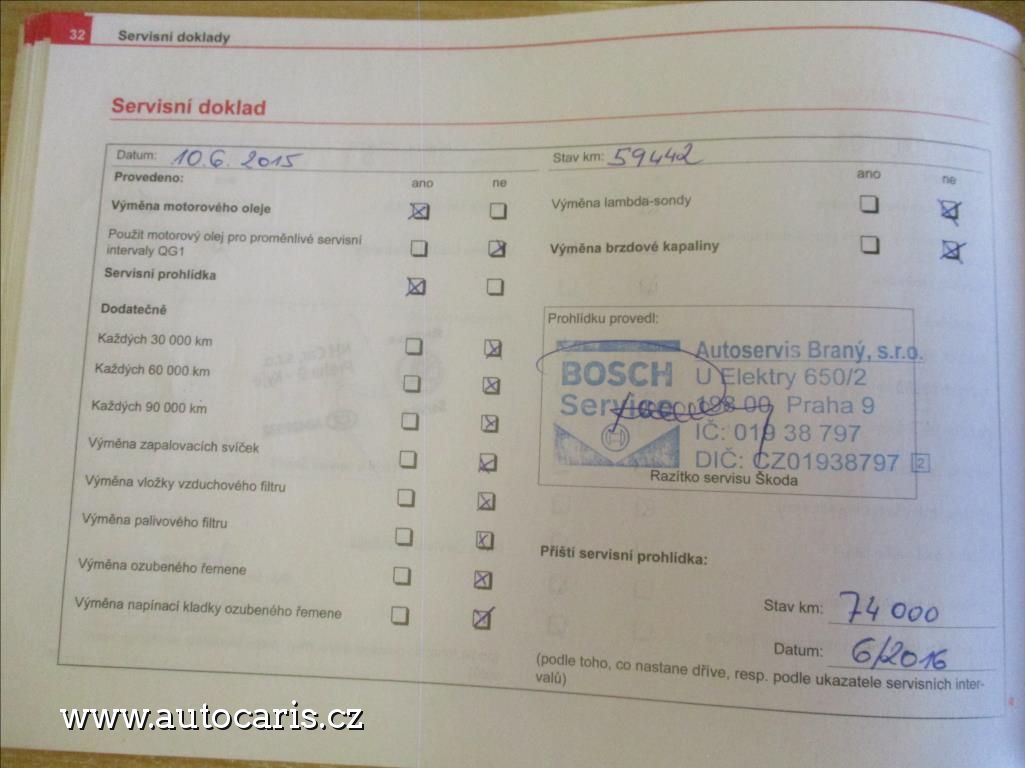 32 Servisní doklady
Servisní doklad
Datum: 10.6. 2015
Provedeno: ano ne
Výměna motorového oleje
Použit motorový olej pro proměnlivé servisní
intervaly QG1
Servisní prohlídka
Dodatečně
Každých 30 000 km
Každých 60 000 km
Každých 90 000 km
Výměna zapalovacích svíček
Výměna vložky vzduchového filtru
Výměna palivového filtru
Výměna ozubeného řemene
Výměna napínací kladky ozubeného řemene
Stav km: 59442
ano ne
Výměna lambda-sondy
Výměna brzdové kapaliny
Prohlídku provedl:
BOSCH
Service
Autoservis Braný, s.r.o.
U Elektry 650/2
198 00 Praha 9
IČ: 019 38 797
DIČ: CZ01938797 2
Razítko servisu Škoda
Příští servisní prohlídka:
Stav km: 74 000
Datum: 6/2016
(podle toho, co nastane dříve, resp. podle ukazatele servisních inter-
valů)
www.autocaris.cz